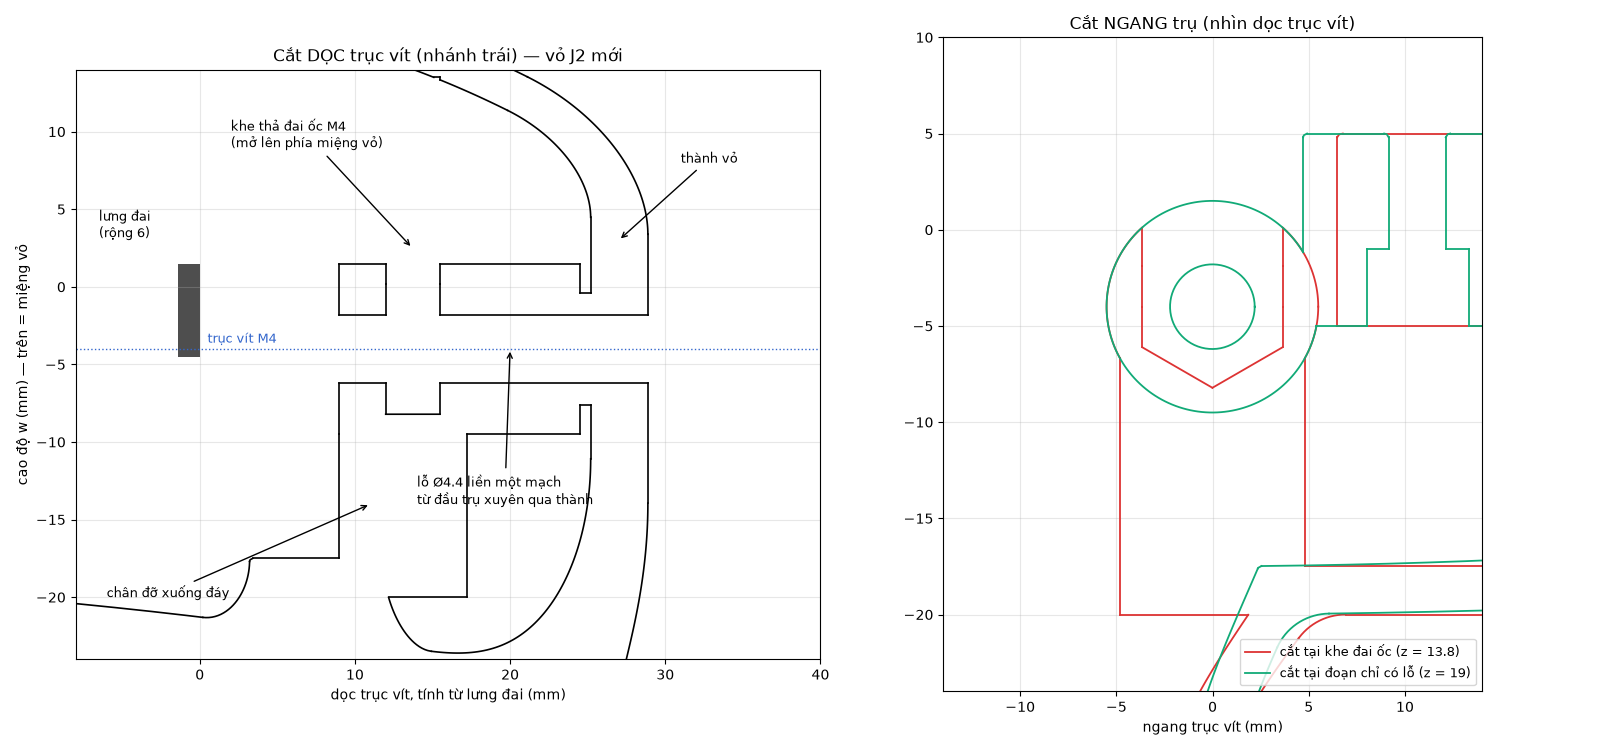 Cắt DỌC trục vít (nhánh trái) — vỏ J2 mới
khe thả đai ốc M4
(mở lên phía miệng vỏ)
thành vỏ
lưng đai
(rộng 6)
trục vít M4
lỗ Ø4.4 liền một mạch
từ đầu trụ xuyên qua thành
chân đỡ xuống đáy
cao độ w (mm) — trên = miệng vỏ
10
5
0
−5
−10
−15
−20
0
10
20
30
40
dọc trục vít, tính từ lưng đai (mm)
Cắt NGANG trụ (nhìn dọc trục vít)
10
5
0
−5
−10
−15
−20
cắt tại khe đai ốc (z = 13.8)
cắt tại đoạn chỉ có lỗ (z = 19)
−10
−5
0
5
10
ngang trục vít (mm)